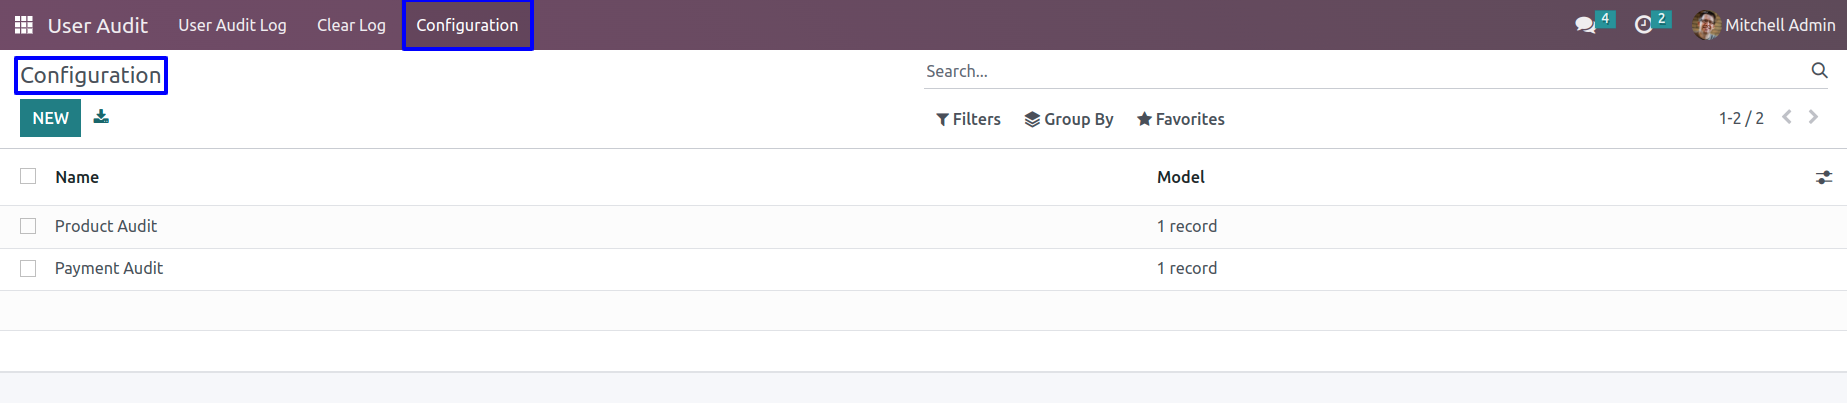 User Audit User Audit Log Clear Log Configuration 4 2 Mitchell Admin
Configuration Search...
NEW Filters Group By Favorites 1-2 / 2
Name Model
Product Audit 1 record
Payment Audit 1 record